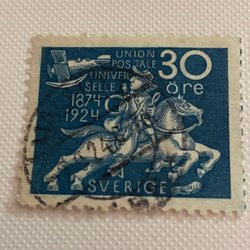 UNION
POSTALE
UNIVER
SELLE
1874
1924
30
öre
SVERIGE